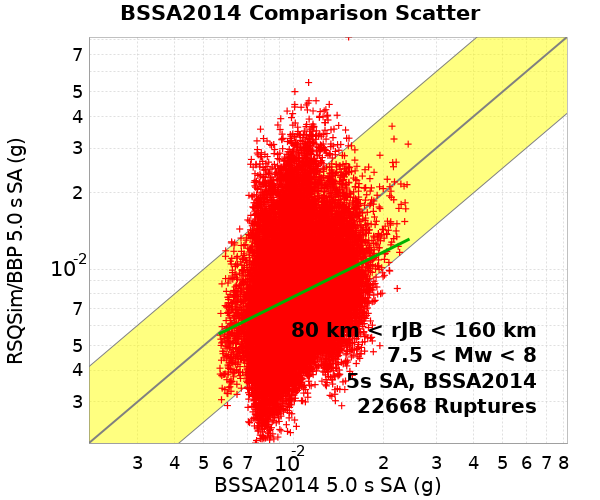 BSSA2014 Comparison Scatter
RSQSim/BBP 5.0 s SA (g)
7
5
4
3
2
10^-2
7
5
4
3
80 km < rJB < 160 km
7.5 < Mw < 8
5s SA, BSSA2014
22668 Ruptures
3 4 5 6 7 10^-2 2 3 4 5 6 7 8
BSSA2014 5.0 s SA (g)